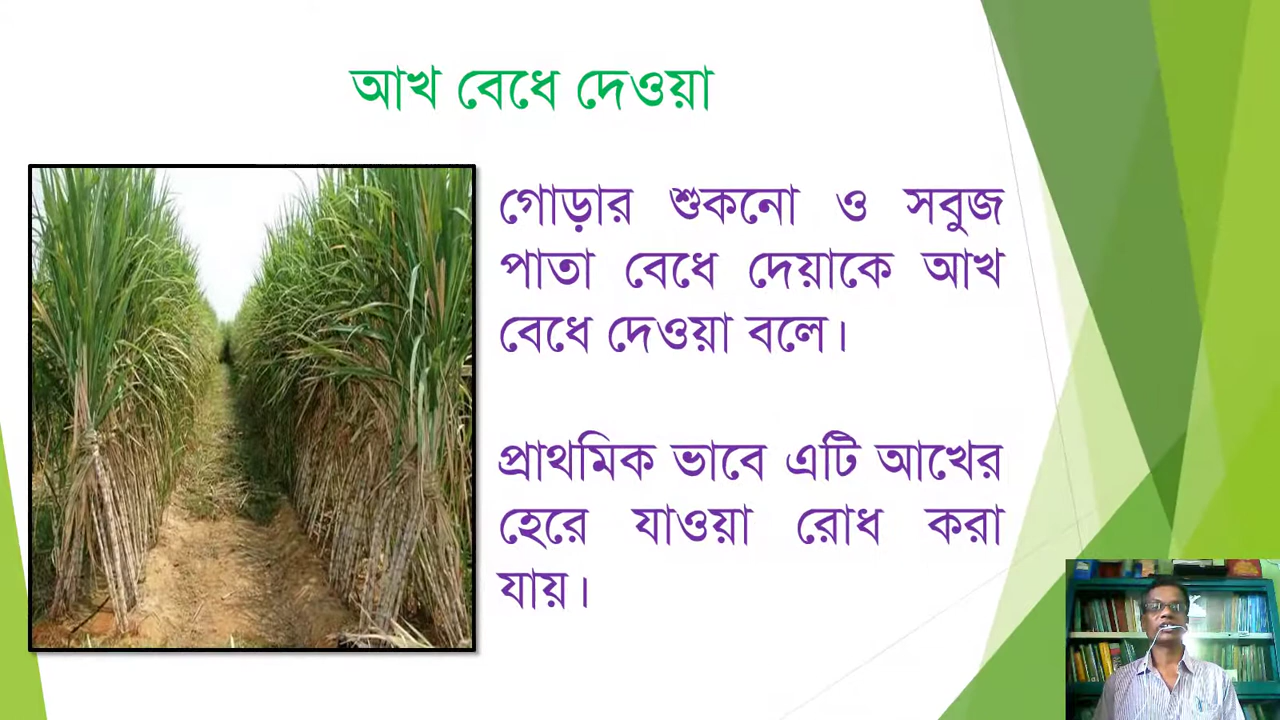 আখ বেধে দেওয়া
গোড়ার শুকনো ও সবুজ
পাতা বেধে দেয়াকে আখ
বেধে দেওয়া বলে।
প্রাথমিক ভাবে এটি আখের
হেরে যাওয়া রোধ করা
যায়।